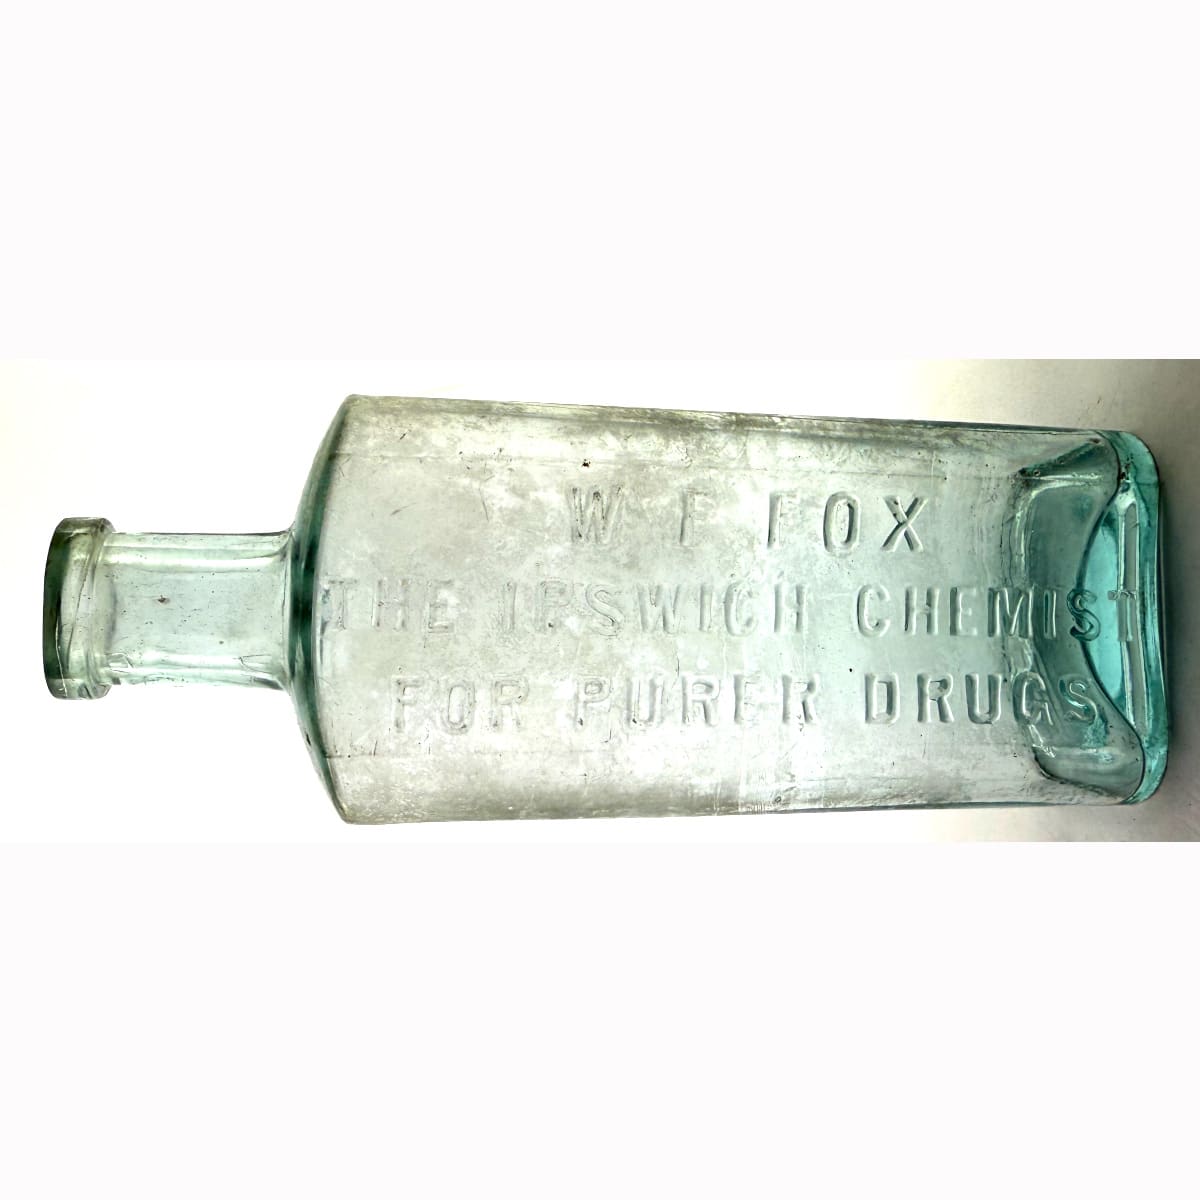 W F FOX
THE IPSWICH CHEMIST
FOR PURER DRUGS